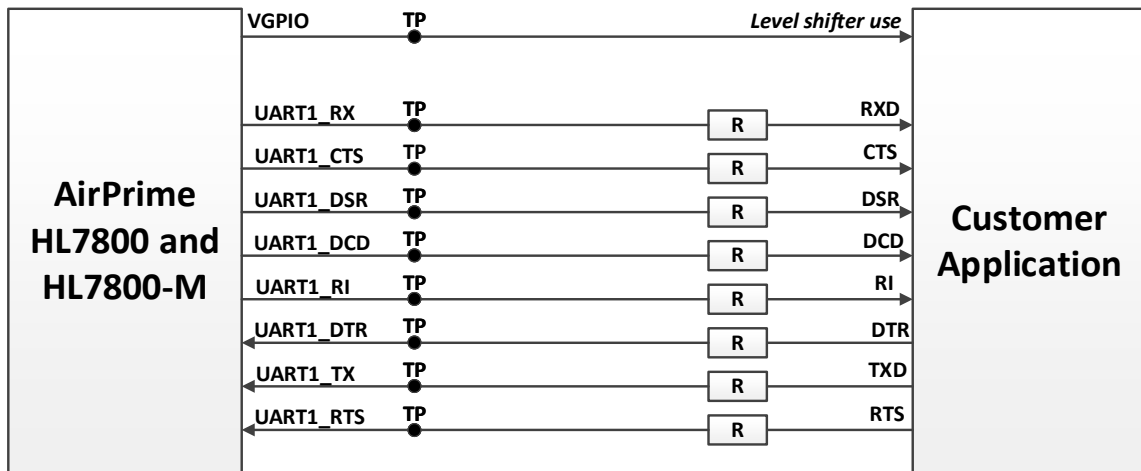 VGPIO TP Level shifter use
UART1_RX TP R RXD
UART1_CTS TP R CTS
UART1_DSR TP R DSR
UART1_DCD TP R DCD
UART1_RI TP R RI
UART1_DTR TP R DTR
UART1_TX TP R TXD
UART1_RTS TP R RTS
AirPrime
HL7800 and
HL7800-M
Customer
Application